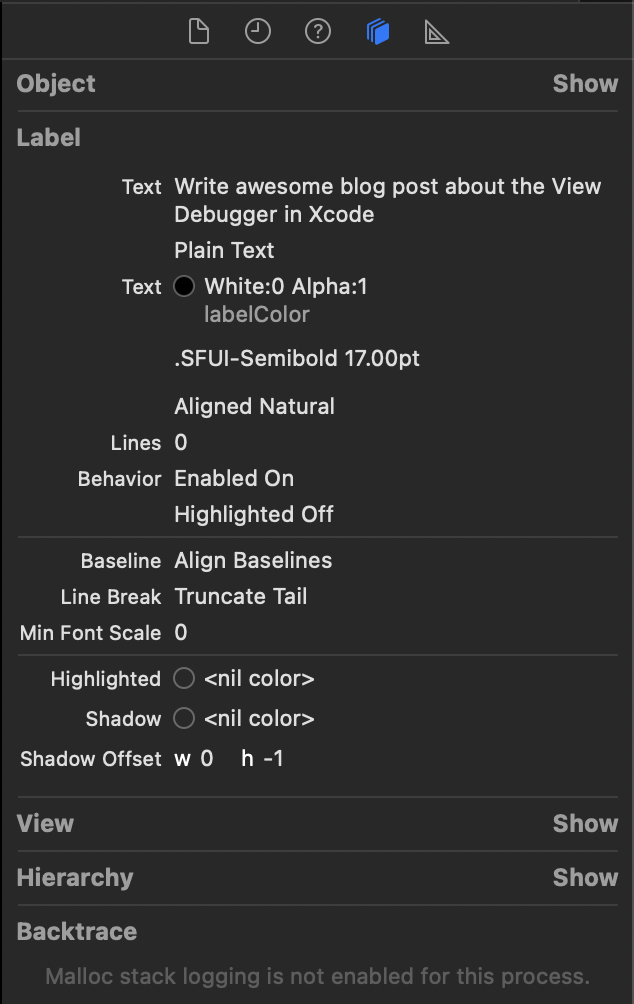 Object Show
Label
Text Write awesome blog post about the View
Debugger in Xcode
Plain Text
Text White:0 Alpha:1
labelColor
.SFUI-Semibold 17.00pt
Aligned Natural
Lines 0
Behavior Enabled On
Highlighted Off
Baseline Align Baselines
Line Break Truncate Tail
Min Font Scale 0
Highlighted <nil color>
Shadow <nil color>
Shadow Offset w 0 h -1
View Show
Hierarchy Show
Backtrace
Malloc stack logging is not enabled for this process.